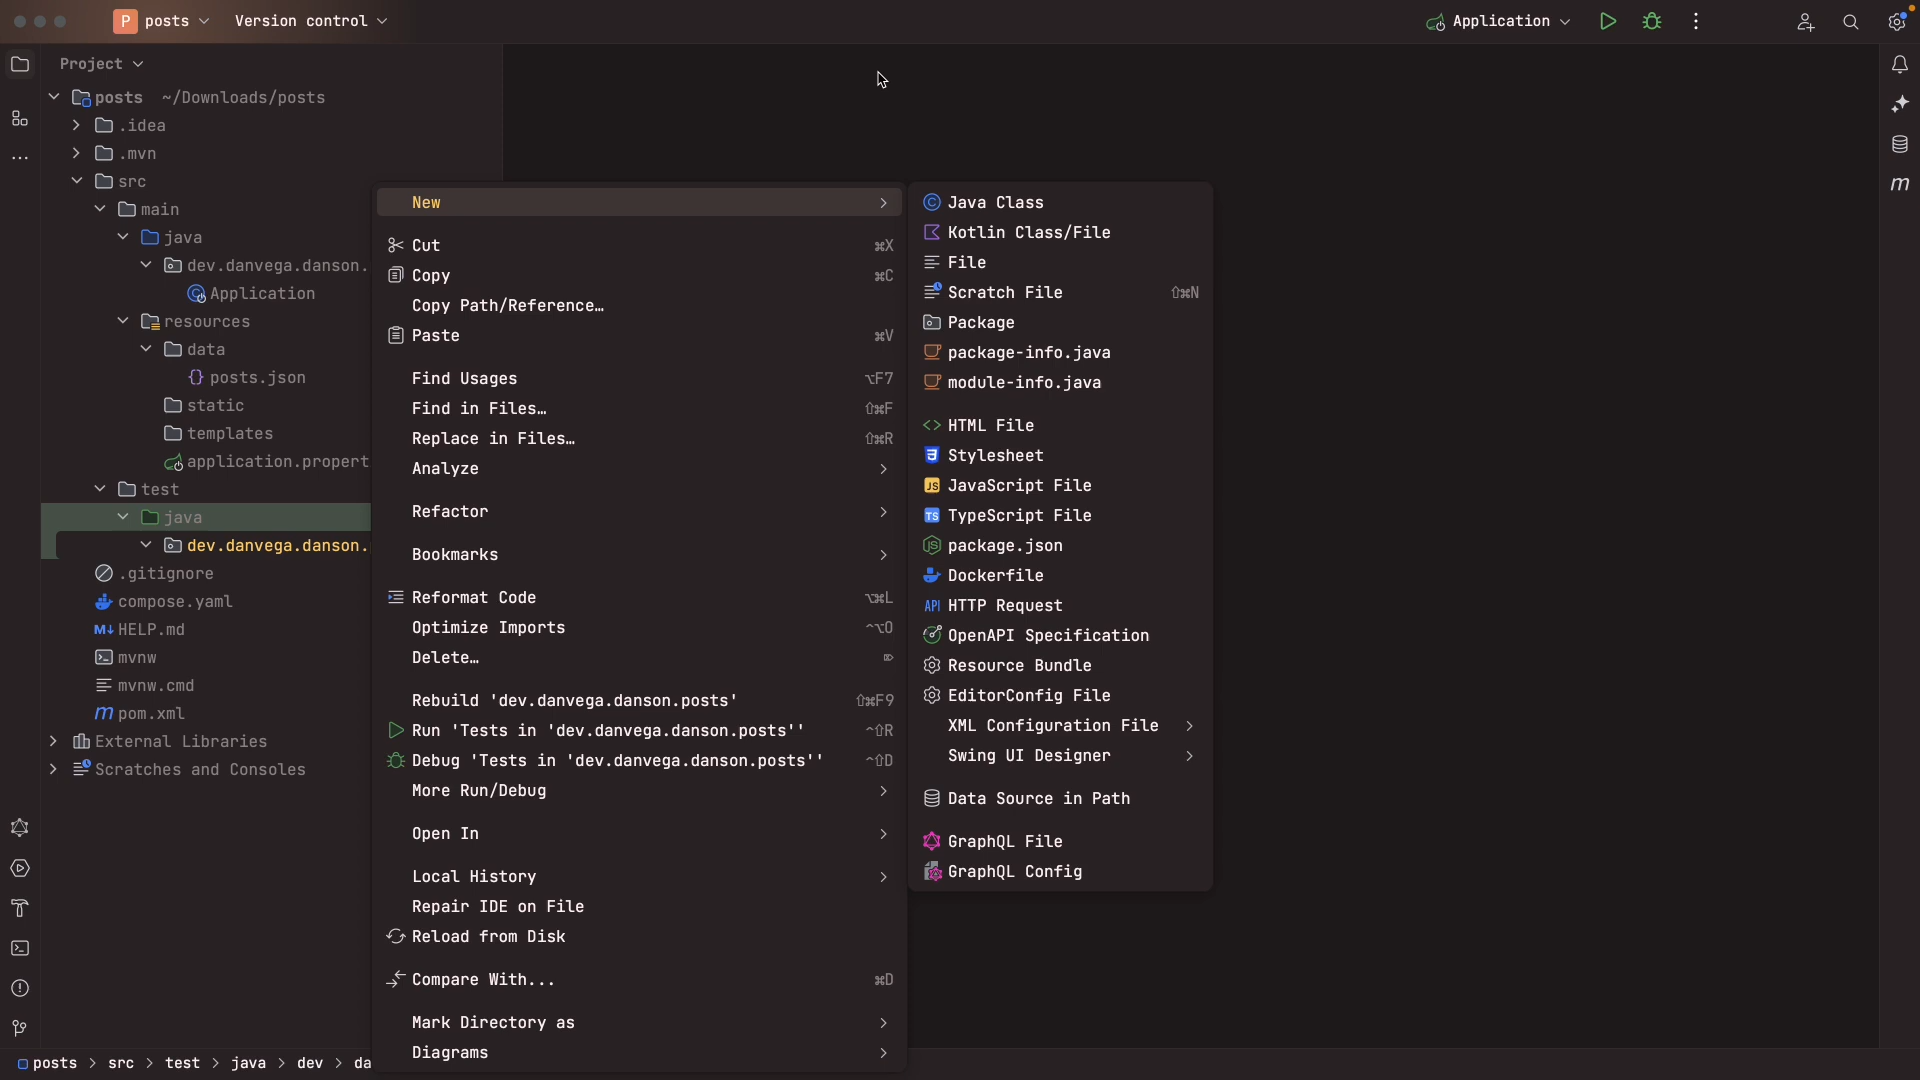 P posts Version control Application
Project
posts ~/Downloads/posts
.idea
.mvn
src
main
java
dev.danvega.danson.
Application
resources
data
posts.json
static
templates
application.propert
test
java
dev.danvega.danson.
.gitignore
compose.yaml
M↓ HELP.md
mvnw
mvnw.cmd
m pom.xml
External Libraries
Scratches and Consoles
New
Cut ⌘X
Copy ⌘C
Copy Path/Reference…
Paste ⌘V
Find Usages ⌥F7
Find in Files… ⇧⌘F
Replace in Files… ⇧⌘R
Analyze
Refactor
Bookmarks
Reformat Code ⌥⌘L
Optimize Imports ^⌥O
Delete… ⌦
Rebuild 'dev.danvega.danson.posts' ⇧⌘F9
Run 'Tests in 'dev.danvega.danson.posts'' ^⇧R
Debug 'Tests in 'dev.danvega.danson.posts'' ^⇧D
More Run/Debug
Open In
Local History
Repair IDE on File
Reload from Disk
Compare With... ⌘D
Mark Directory as
Diagrams
Java Class
Kotlin Class/File
File
Scratch File ⇧⌘N
Package
package-info.java
module-info.java
HTML File
Stylesheet
JS JavaScript File
TS TypeScript File
JS package.json
Dockerfile
API HTTP Request
OpenAPI Specification
Resource Bundle
EditorConfig File
XML Configuration File
Swing UI Designer
Data Source in Path
GraphQL File
GraphQL Config
m
posts > src > test > java > dev > da